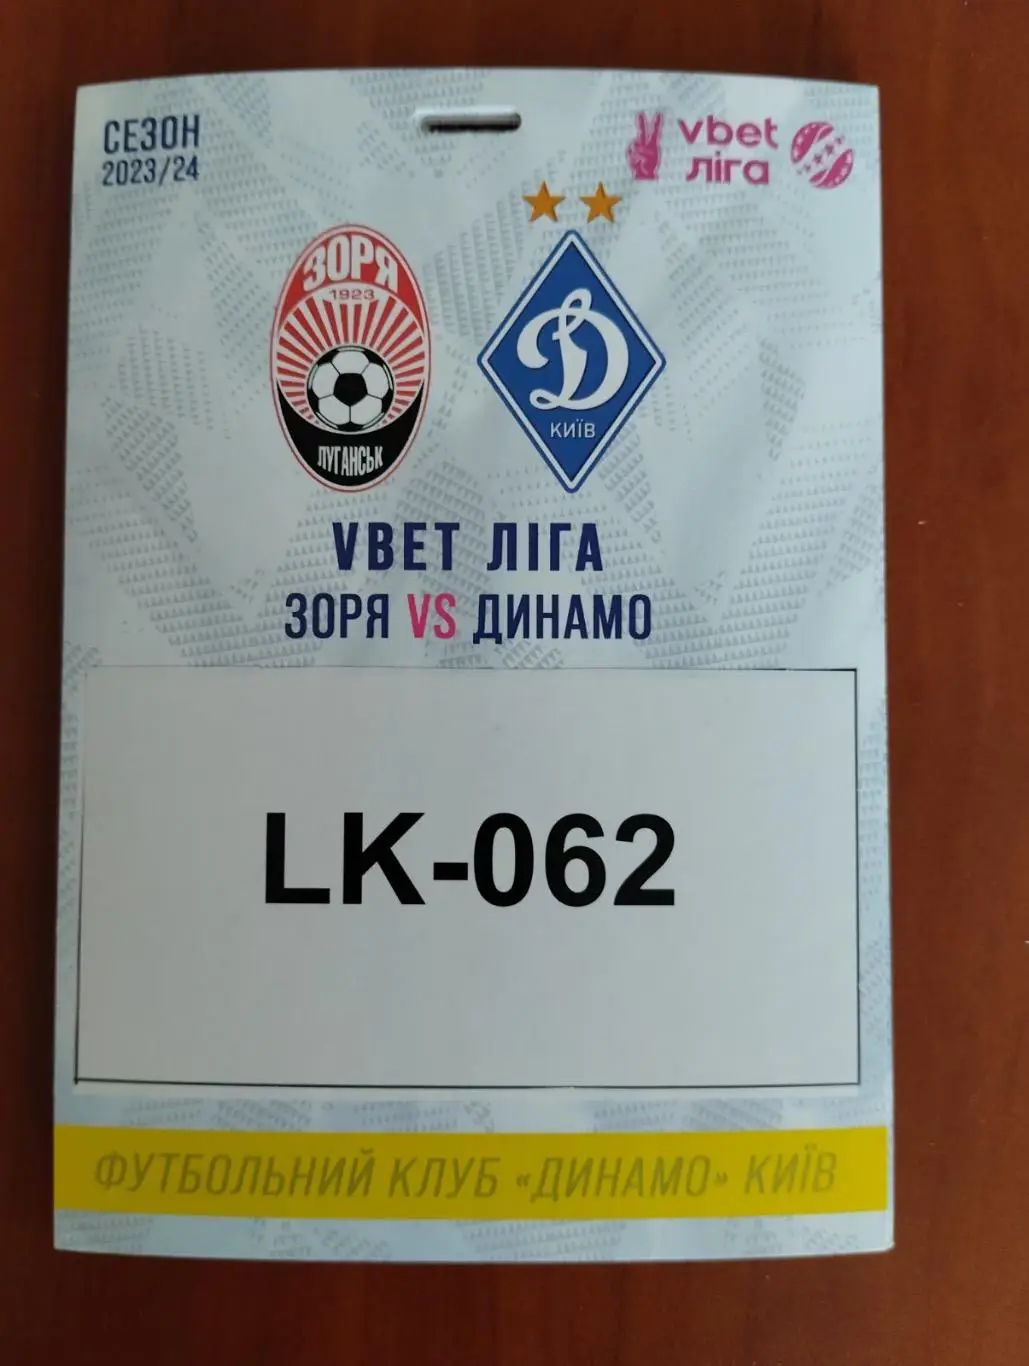 СЕЗОН
2023/24
vbet
ліга
ЗОРЯ
1923
ЛУГАНСЬК
КИЇВ
VBET ЛІГА
ЗОРЯ VS ДИНАМО
LK-062
ФУТБОЛЬНИЙ КЛУБ «ДИНАМО» КИЇВ